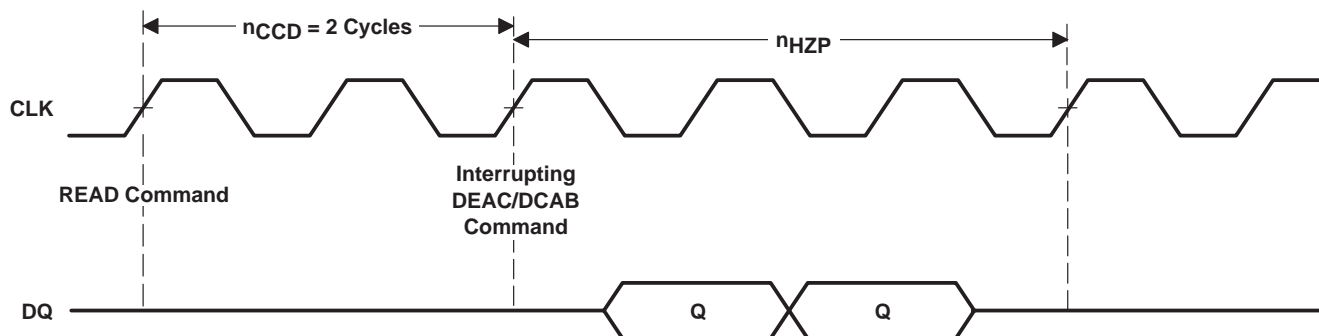 nCCD = 2 Cycles
nHZP
CLK
READ Command
Interrupting
DEAC/DCAB
Command
DQ
Q
Q